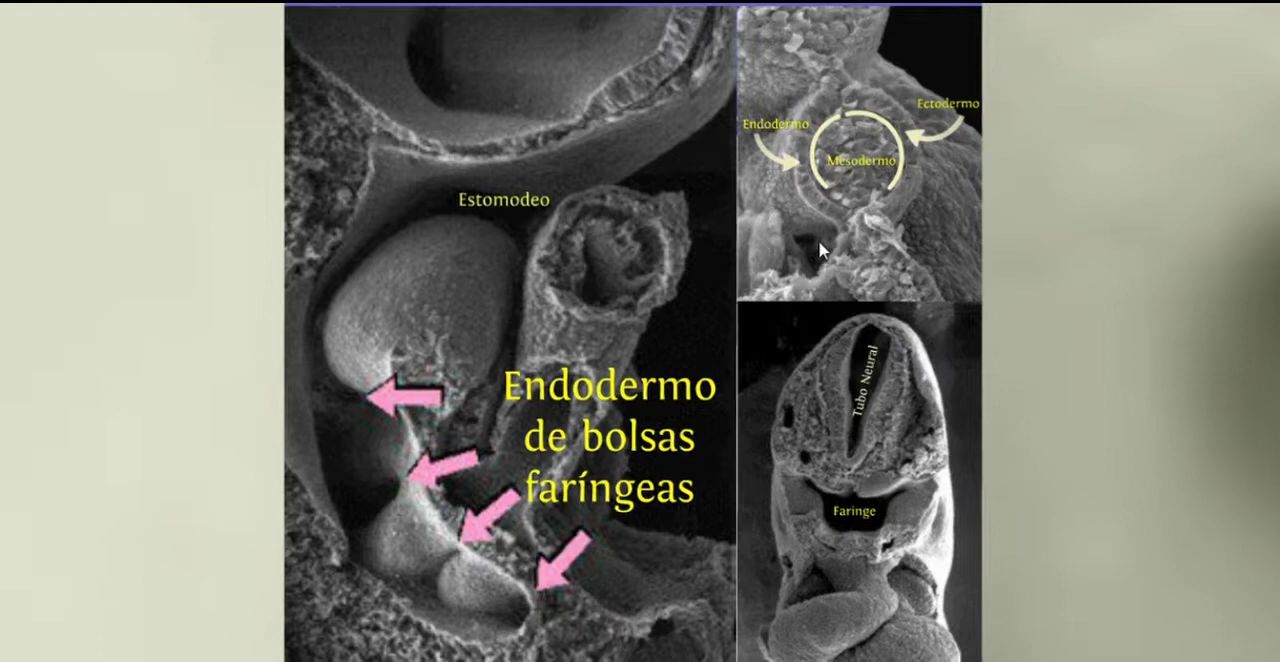 Estomodeo
Endodermo
de bolsas
faríngeas
Ectodermo
Endodermo
Mesodermo
Tubo Neural
Faringe